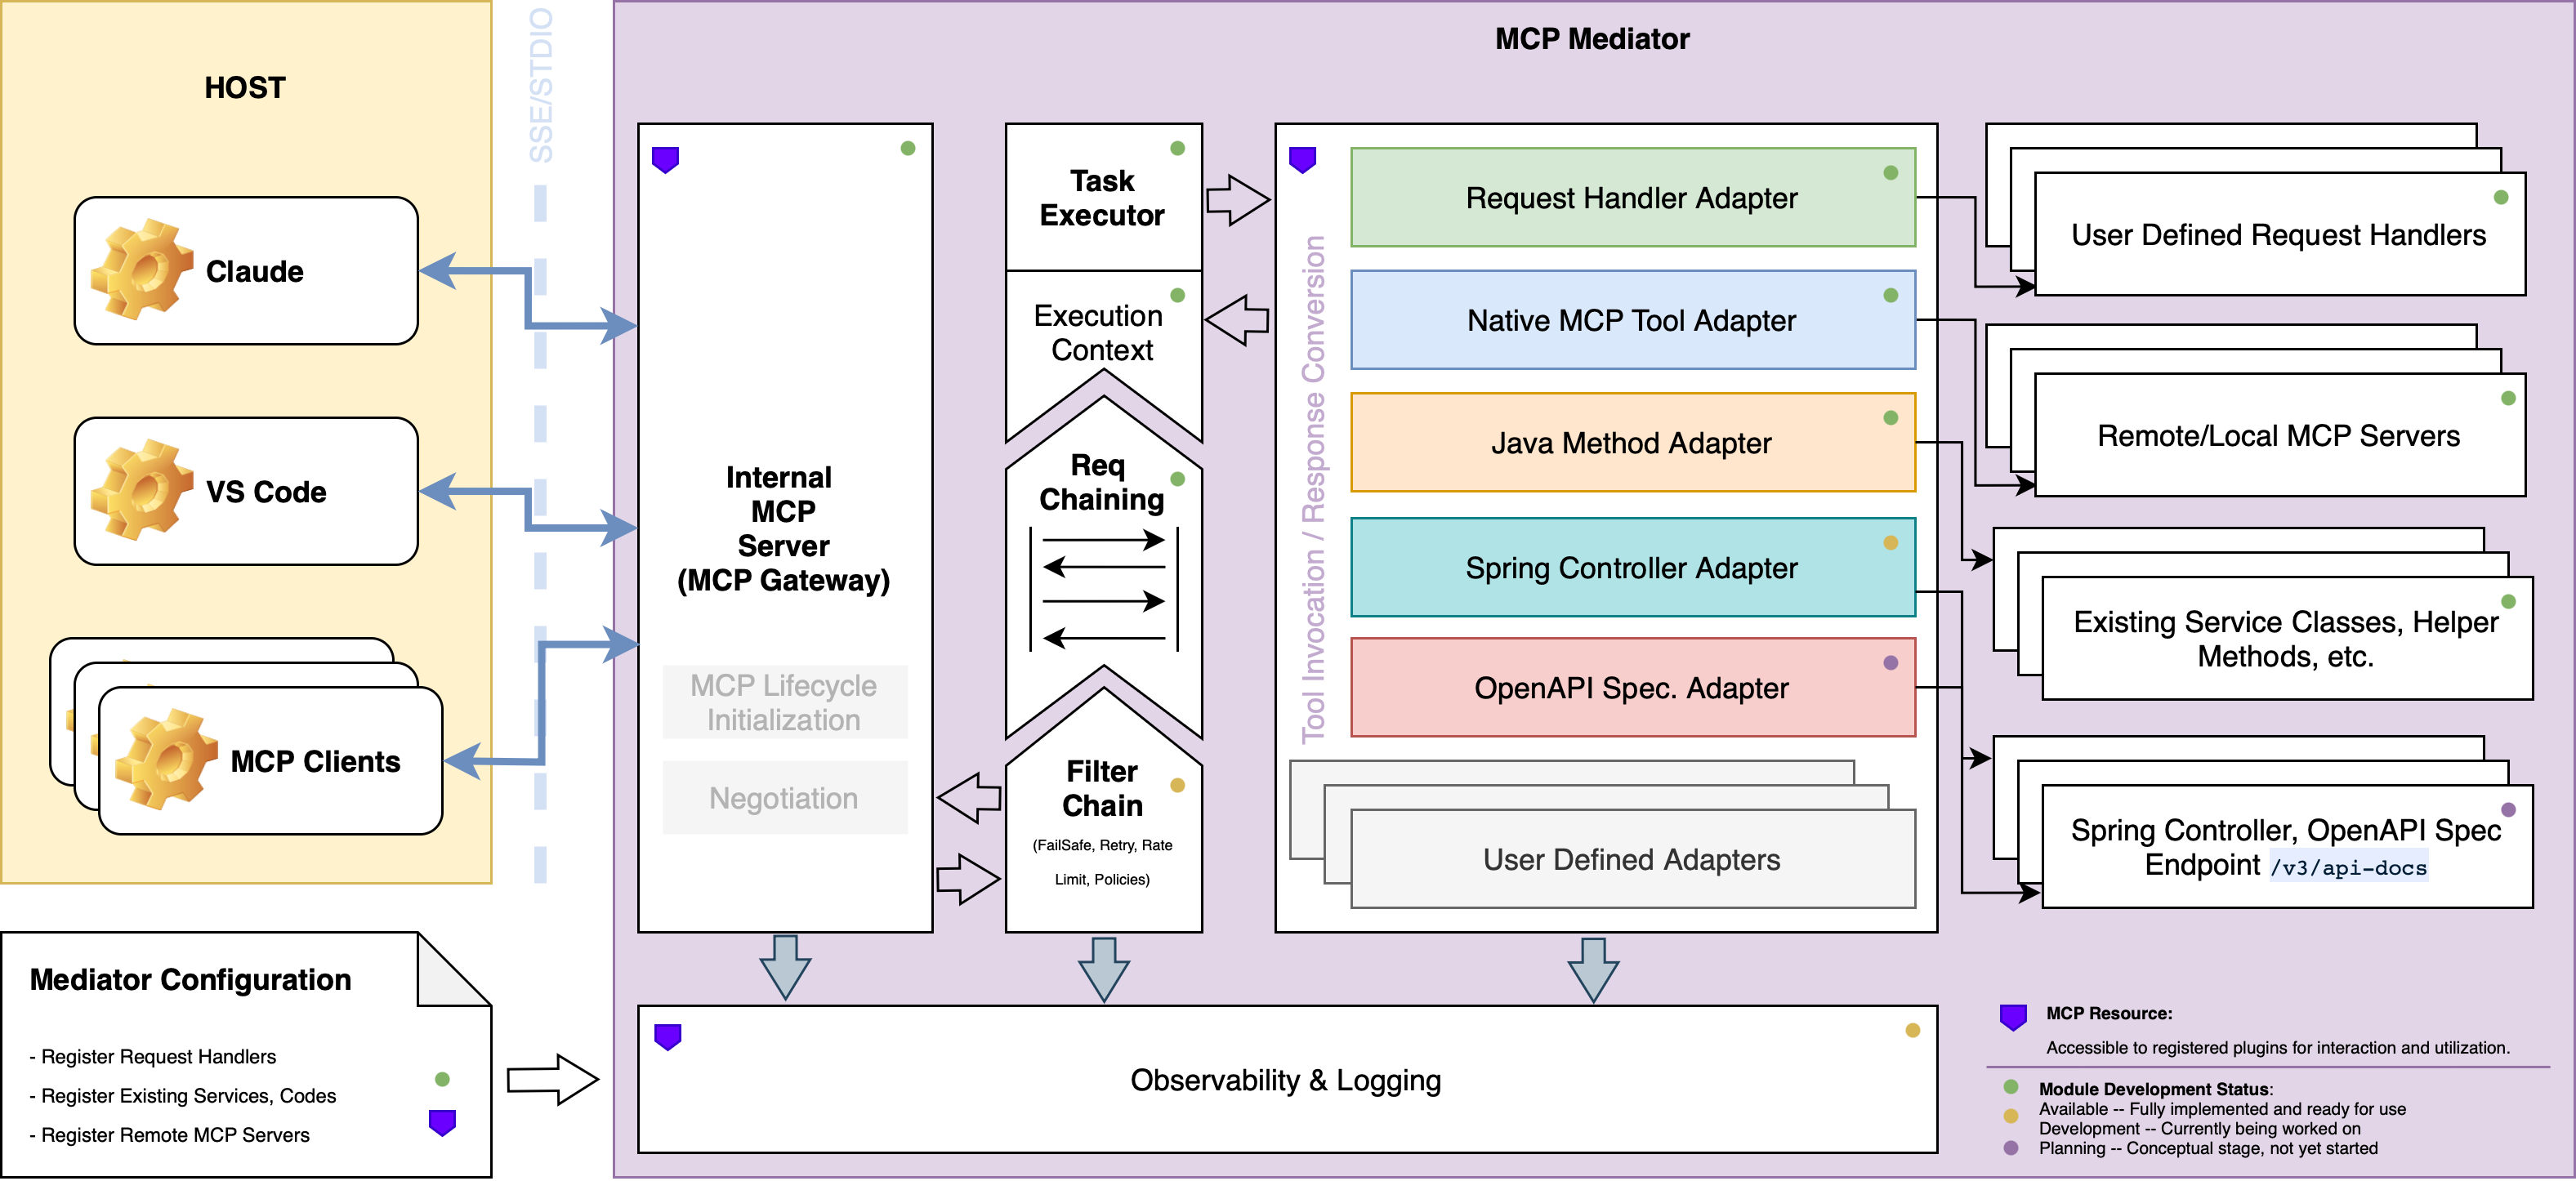 HOST
Claude
VS Code
MCP Clients
SSE/STDIO
Mediator Configuration
- Register Request Handlers
- Register Existing Services, Codes
- Register Remote MCP Servers
MCP Mediator
Internal
MCP
Server
(MCP Gateway)
MCP Lifecycle
Initialization
Negotiation
Task
Executor
Execution
Context
Req
Chaining
Filter
Chain
(FailSafe, Retry, Rate
Limit, Policies)
Tool Invocation / Response Conversion
Request Handler Adapter
Native MCP Tool Adapter
Java Method Adapter
Spring Controller Adapter
OpenAPI Spec. Adapter
User Defined Adapters
User Defined Request Handlers
Remote/Local MCP Servers
Existing Service Classes, Helper
Methods, etc.
Spring Controller, OpenAPI Spec
Endpoint /v3/api-docs
Observability & Logging
MCP Resource:
Accessible to registered plugins for interaction and utilization.
Module Development Status:
Available -- Fully implemented and ready for use
Development -- Currently being worked on
Planning -- Conceptual stage, not yet started